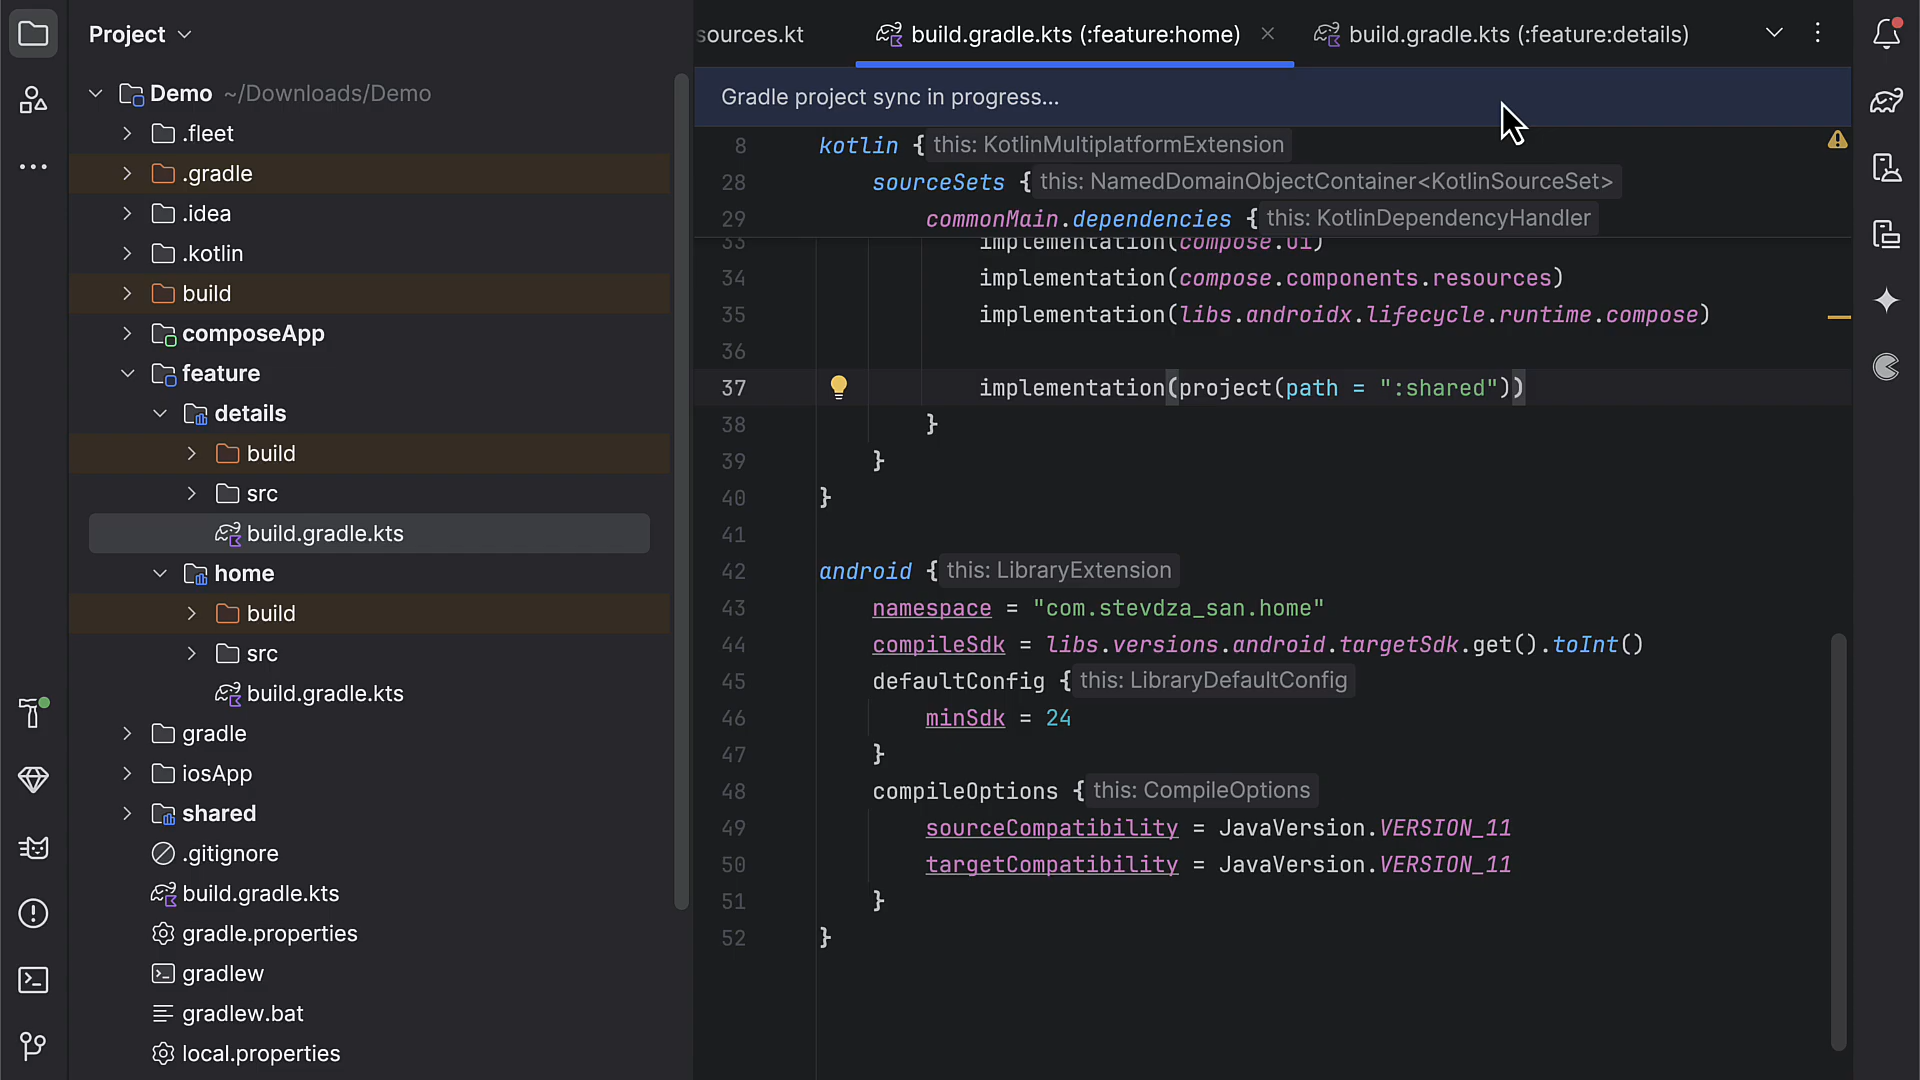 Project
Demo ~/Downloads/Demo
.fleet
.gradle
.idea
.kotlin
build
composeApp
feature
details
build
src
build.gradle.kts
home
build
src
build.gradle.kts
gradle
iosApp
shared
.gitignore
build.gradle.kts
gradle.properties
gradlew
gradlew.bat
local.properties
sources.kt
build.gradle.kts (:feature:home)
build.gradle.kts (:feature:details)
Gradle project sync in progress...
8 kotlin { this: KotlinMultiplatformExtension
28 sourceSets { this: NamedDomainObjectContainer<KotlinSourceSet>
29 commonMain.dependencies { this: KotlinDependencyHandler
33 implementation(compose.ui)
34 implementation(compose.components.resources)
35 implementation(libs.androidx.lifecycle.runtime.compose)
36
37 implementation(project(path = ":shared"))
38 }
39 }
40 }
41
42 android { this: LibraryExtension
43 namespace = "com.stevdza_san.home"
44 compileSdk = libs.versions.android.targetSdk.get().toInt()
45 defaultConfig { this: LibraryDefaultConfig
46 minSdk = 24
47 }
48 compileOptions { this: CompileOptions
49 sourceCompatibility = JavaVersion.VERSION_11
50 targetCompatibility = JavaVersion.VERSION_11
51 }
52 }